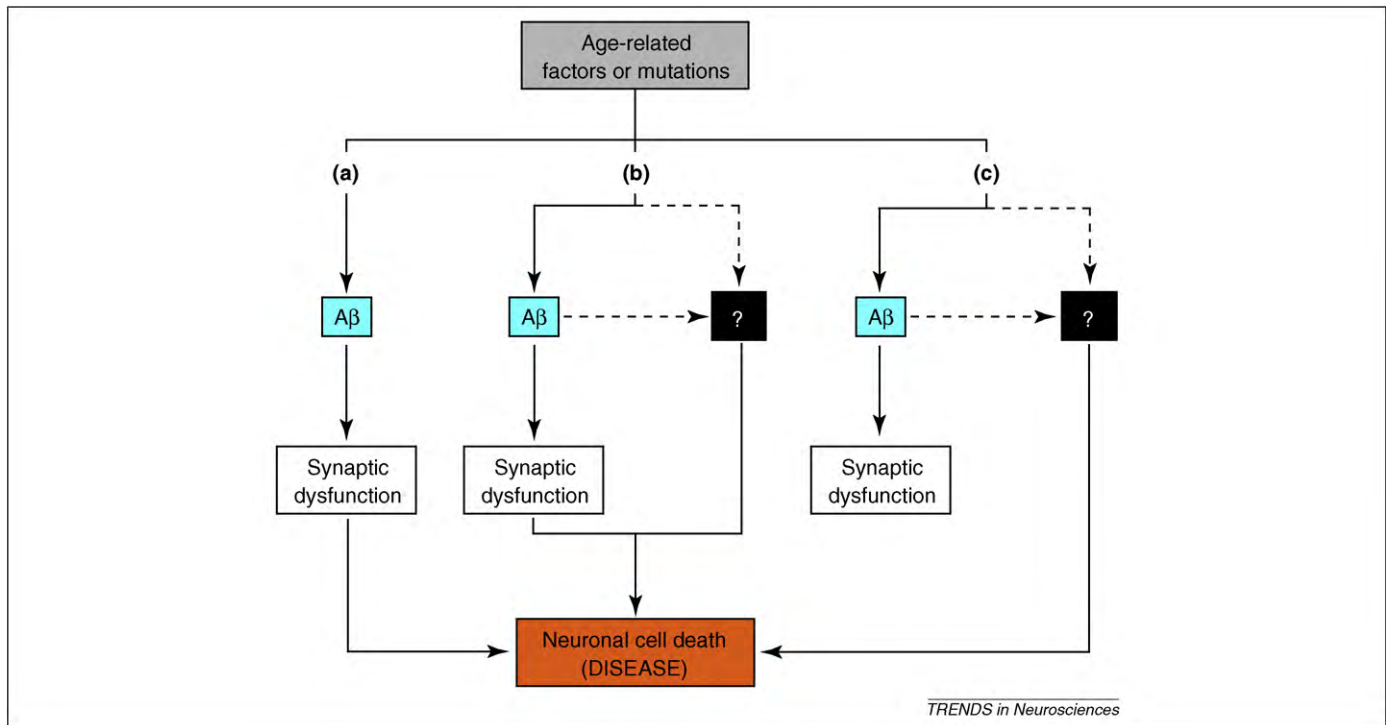 Age-related
factors or mutations
(a)
(b)
(c)
Aβ
Aβ
?
Aβ
?
Synaptic
dysfunction
Synaptic
dysfunction
Synaptic
dysfunction
Neuronal cell death
(DISEASE)
TRENDS in Neurosciences